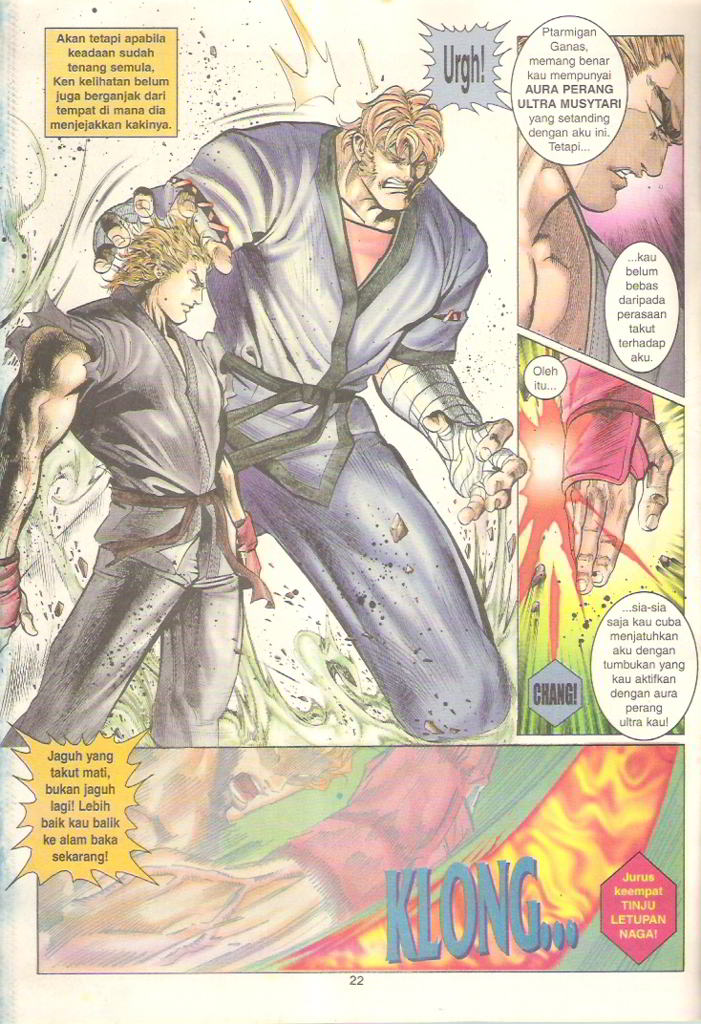 Akan tetapi apabila
keadaan sudah
tenang semula,
Ken kelihatan belum
juga berganjak dari
tempat di mana dia
menjejakkan kakinya.
Urgh!
Ptarmigan
Ganas,
memang benar
kau mempunyai
AURA PERANG
ULTRA MUSYTARI
yang setanding
dengan aku ini.
Tetapi...
...kau
belum
bebas
daripada
perasaan
takut
terhadap
aku.
Oleh
itu...
...sia-sia
saja kau cuba
menjatuhkan
aku dengan
tumbukan yang
kau aktifkan
dengan aura
perang
ultra kau!
CHANG!
Jaguh yang
takut mati,
bukan jaguh
lagi! Lebih
baik kau balik
ke alam baka
sekarang!
KLONG...
Jurus
keempat
TINJU
LETUPAN
NAGA!
22